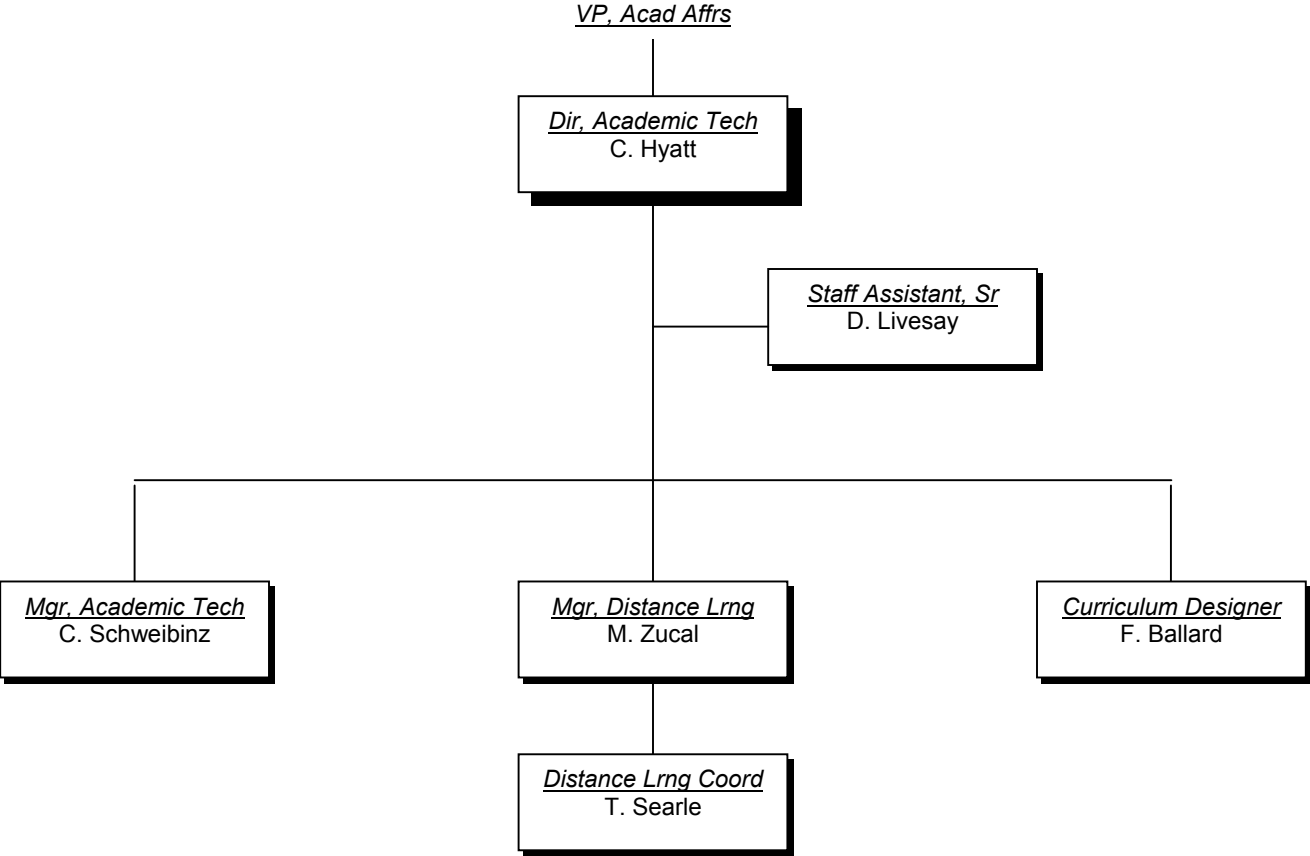 VP, Acad Affrs
Dir, Academic Tech
C. Hyatt
Staff Assistant, Sr
D. Livesay
Mgr, Academic Tech
C. Schweibinz
Mgr, Distance Lrng
M. Zucal
Curriculum Designer
F. Ballard
Distance Lrng Coord
T. Searle